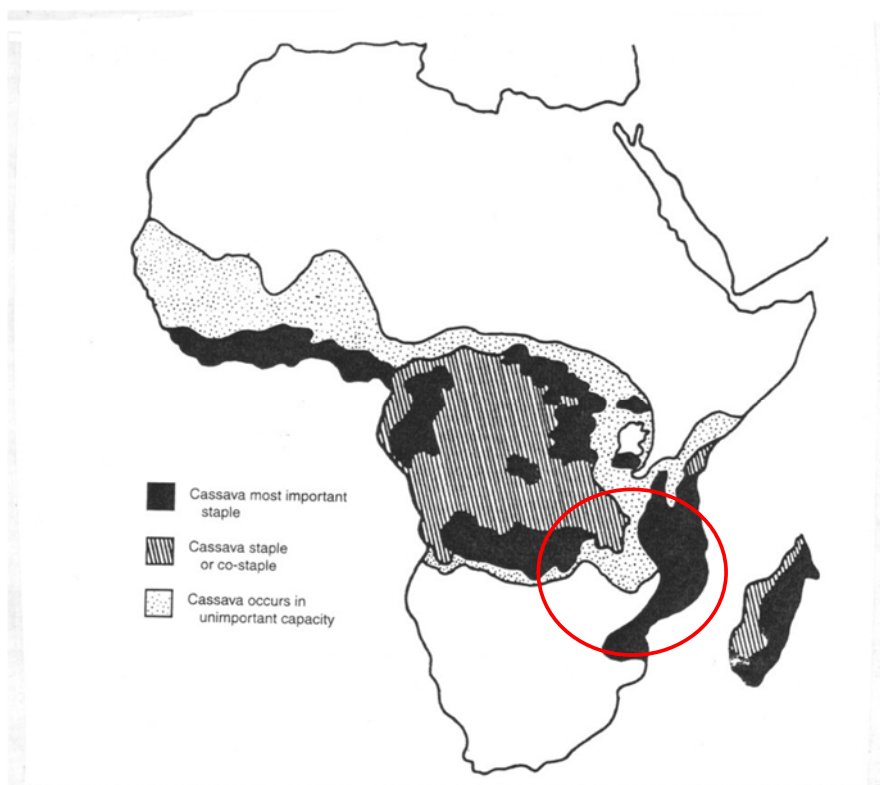 Cassava most important
staple
Cassava staple
or co-staple
Cassava occurs in
unimportant capacity